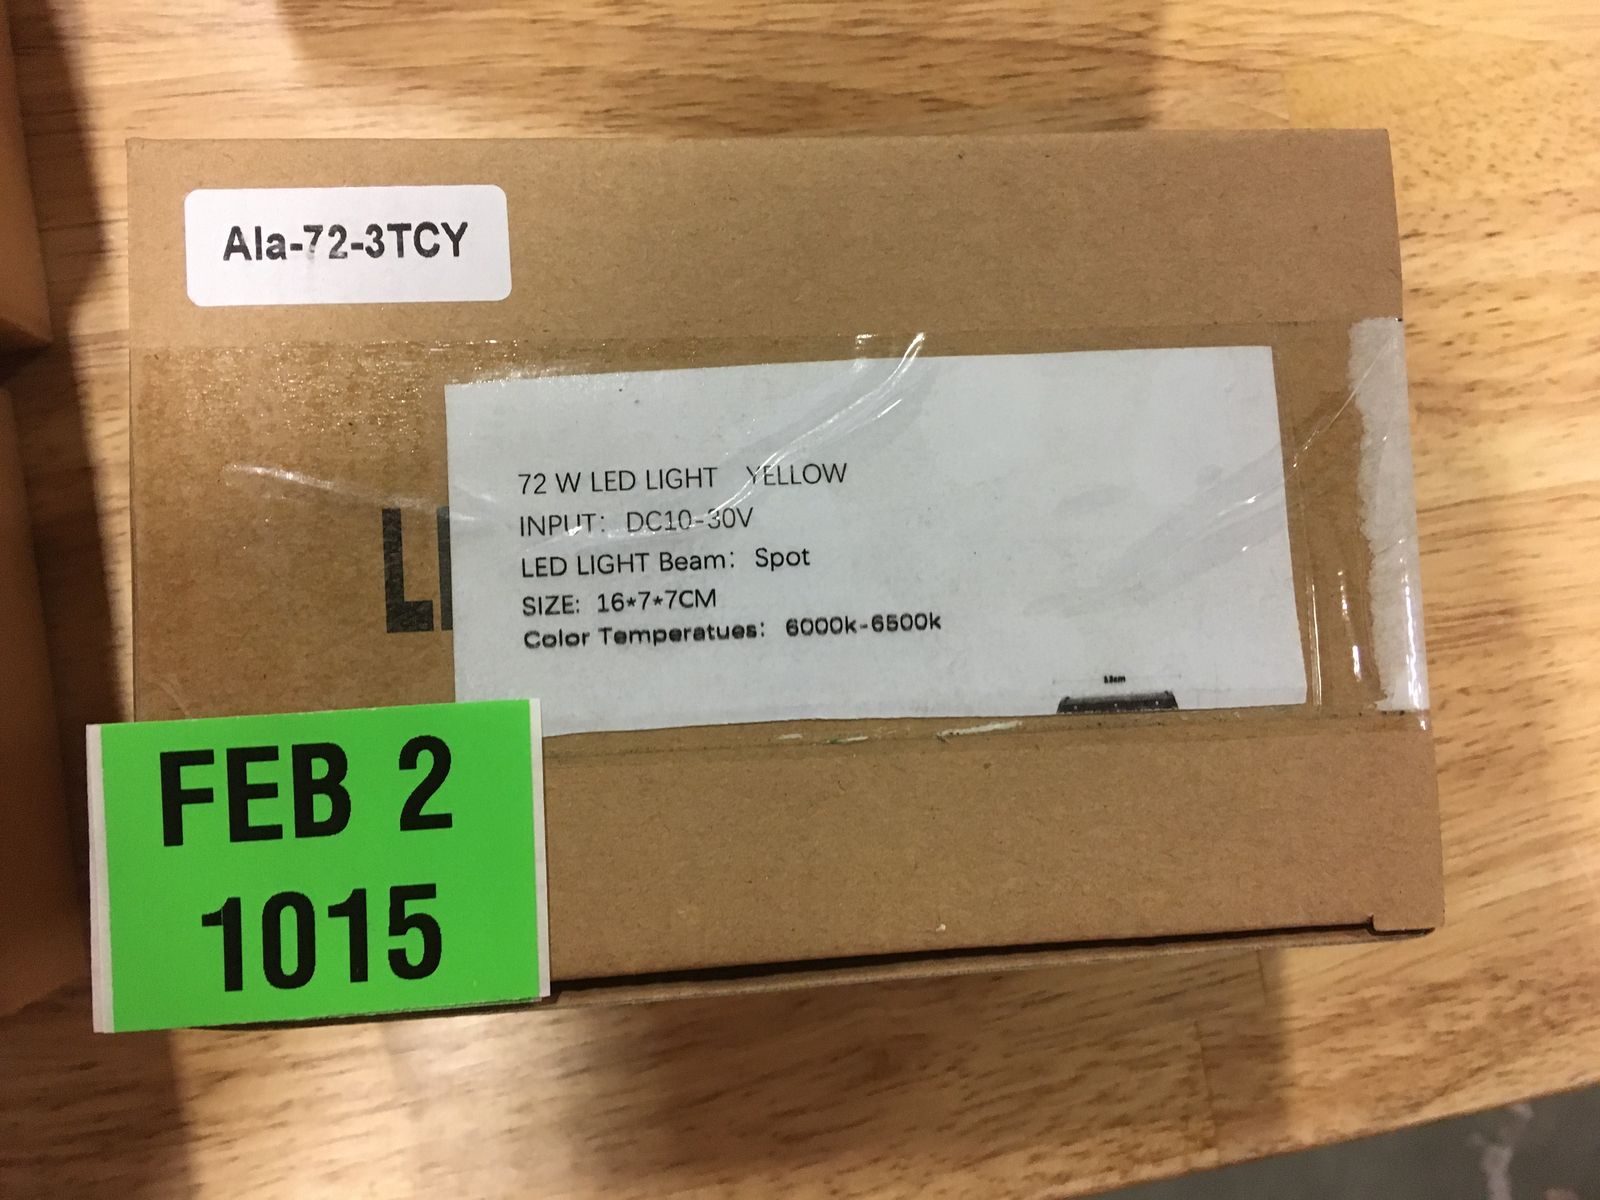 Ala-72-3TCY
72 W LED LIGHT YELLOW
INPUT: DC10-30V
LED LIGHT Beam: Spot
SIZE: 16*7*7CM
Color Temperatues: 6000k-6500k
FEB 2
1015